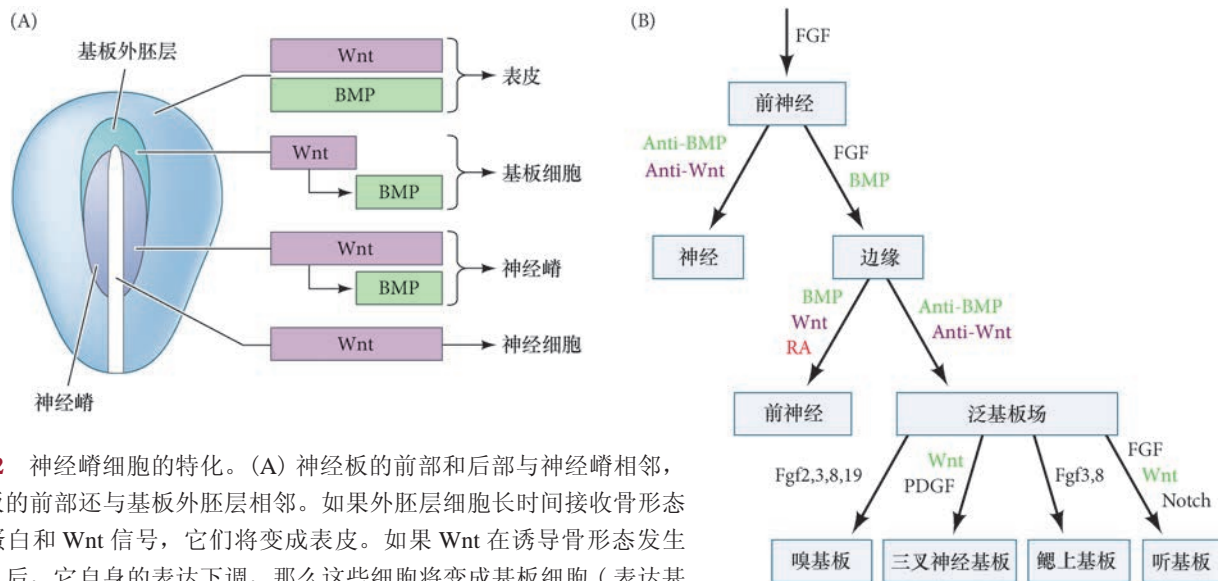 (A)
基板外胚层
Wnt
BMP
表皮
Wnt
BMP
基板细胞
Wnt
BMP
神经嵴
Wnt
神经细胞
神经嵴
(B)
FGF
前神经
Anti-BMP
Anti-Wnt
FGF
BMP
神经
边缘
BMP
Wnt
RA
Anti-BMP
Anti-Wnt
前神经
泛基板场
Fgf2,3,8,19
Wnt
PDGF
Fgf3,8
FGF
Wnt
Notch
嗅基板
三叉神经基板
鳃上基板
听基板
2 神经嵴细胞的特化。(A) 神经板的前部和后部与神经嵴相邻,
板的前部还与基板外胚层相邻。如果外胚层细胞长时间接收骨形态
蛋白和 Wnt 信号,它们将变成表皮。如果 Wnt 在诱导骨形态发生
后,它自身的表达下调,那么这些细胞将变成基板细胞 ( 表达基